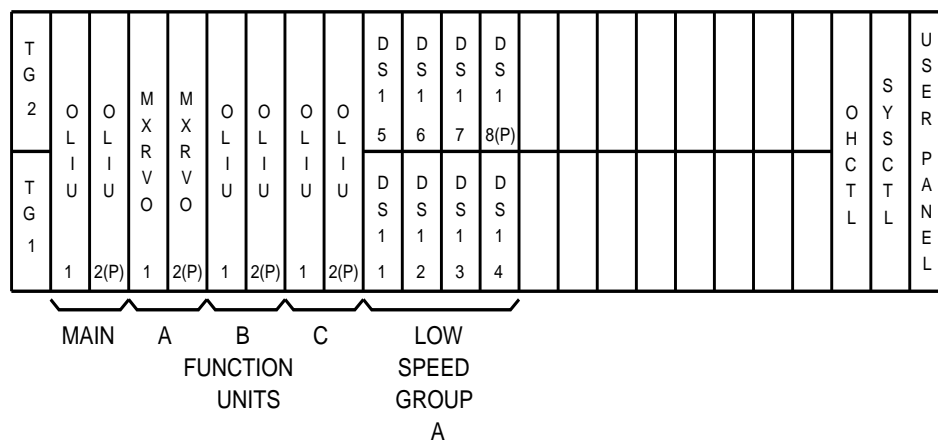 TG2
TG1
OLIU 1
OLIU 2(P)
MXRVO 1
MXRVO 2(P)
OLIU 1
OLIU 2(P)
OLIU 1
OLIU 2(P)
DS1 5
DS1 6
DS1 7
DS1 8(P)
DS1 1
DS1 2
DS1 3
DS1 4
OHCTL
SYSCTL
USER PANEL
MAIN A B C LOW
FUNCTION SPEED
UNITS GROUP
A